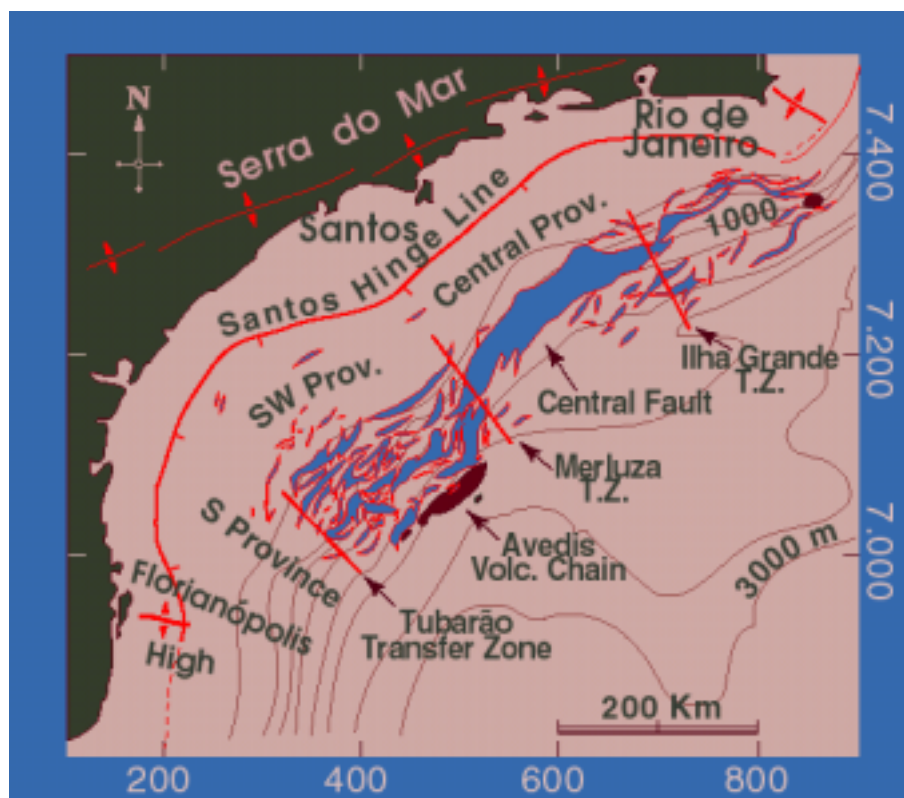 N
Serra do Mar
Rio de
Janeiro
7.400
Santos
Santos Hinge Line
Central Prov.
1000
Ilha Grande
T.Z.
7.200
SW Prov.
Central Fault
Merluza
T.Z.
S Province
Avedis
Volc. Chain
3000 m
7.000
Florianópolis
High
Tubarão
Transfer Zone
200 Km
200
400
600
800